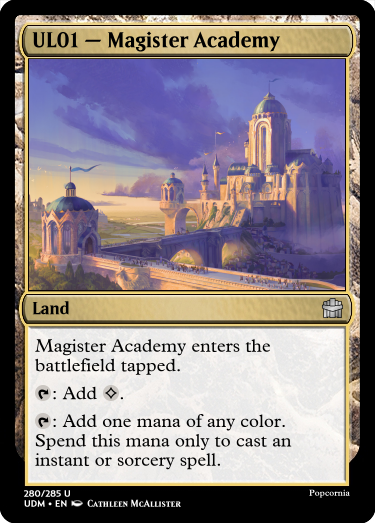 UL01 — Magister Academy
Land
Magister Academy enters the
battlefield tapped.
: Add .
: Add one mana of any color.
Spend this mana only to cast an
instant or sorcery spell.
280/285 U
Popcornia
UDM • EN Cathleen McAllister